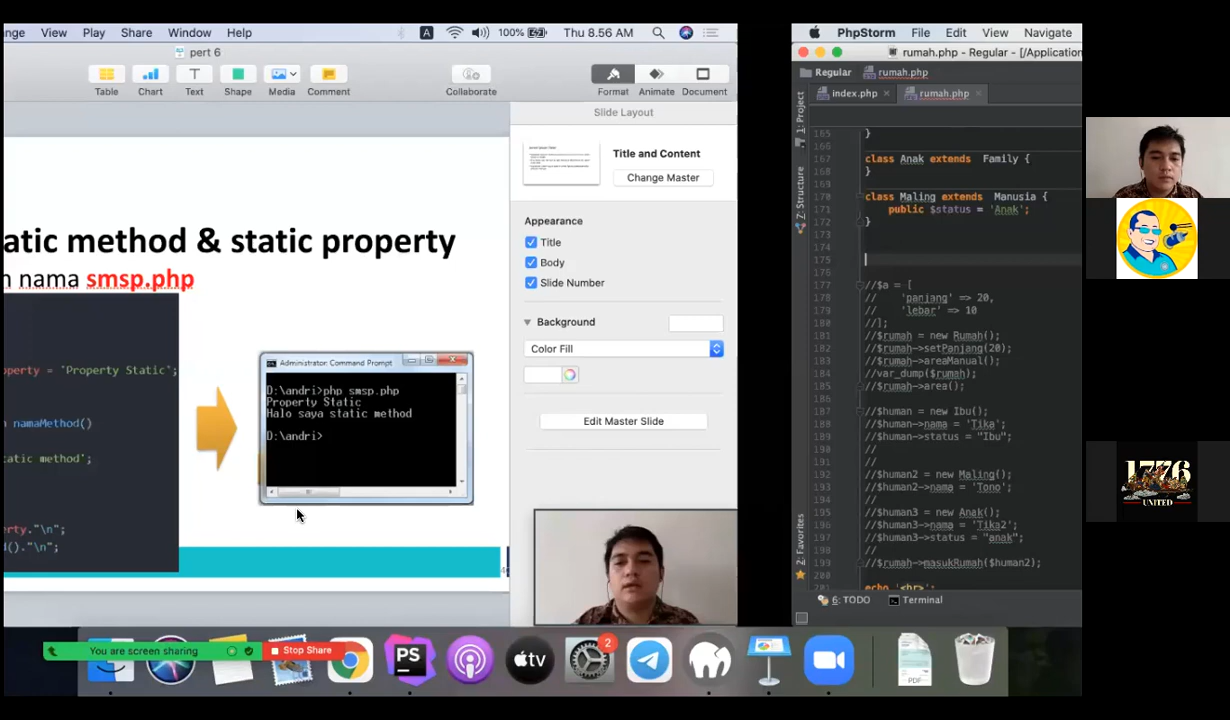 nge View Play Share Window Help
A 100% Thu 8.56 AM
pert 6
Table Chart Text Shape Media Comment Collaborate Format Animate Document
atic method & static property
n nama smsp.php
operty = 'Property Static';
n namaMethod()
tatic method';
rty."\n";
d()."\n";
Administrator: Command Prompt
D:\andri>php smsp.php
Property Static
Halo saya static method
D:\andri>
Slide Layout
Title and Content
Change Master
Appearance
Title
Body
Slide Number
Background
Color Fill
Edit Master Slide
You are screen sharing
Stop Share
PS
tv
2
PDF
PhpStorm File Edit View Navigate
rumah.php - Regular - [/Application
Regular rumah.php
index.php rumah.php
1: Project
7: Structure
2: Favorites
165 }
166
167 class Anak extends Family {
168 }
169
170 class Maling extends Manusia {
171 public $status = 'Anak';
172 }
173
174
175
176
177 //$a = [
178 // 'panjang' => 20,
179 // 'lebar' => 10
180 //];
181 //$rumah = new Rumah();
182 //$rumah->setPanjang(20);
183 //$rumah->areaManual();
184 //var_dump($rumah);
185 //$rumah->area();
186
187 //$human = new Ibu();
188 //$human->nama = 'Tika';
189 //$human->status = "Ibu";
190 //
191 //
192 //$human2 = new Maling();
193 //$human2->nama = 'Tono';
194 //
195 //$human3 = new Anak();
196 //$human3->nama = 'Tika2';
197 //$human3->status = "anak";
198 //
199 //$rumah->masukRumah($human2);
200
echo '<br>';
6: TODO Terminal
1776
UNITED